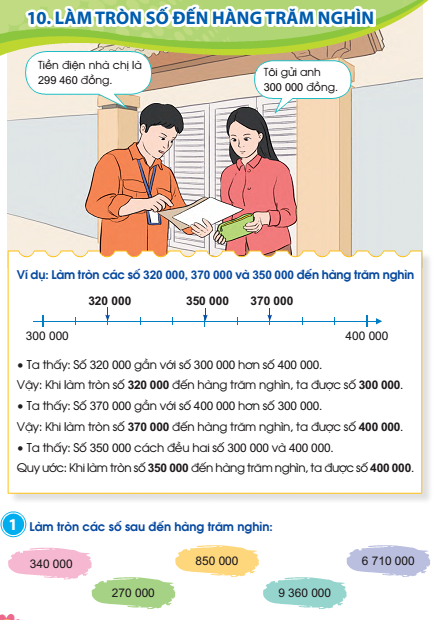 10. LÀM TRÒN SỐ ĐẾN HÀNG TRĂM NGHÌN
Tiền điện nhà chị là
299 460 đồng.
Tôi gửi anh
300 000 đồng.
Ví dụ: Làm tròn các số 320 000, 370 000 và 350 000 đến hàng trăm nghìn
320 000 350 000 370 000
300 000 400 000
• Ta thấy: Số 320 000 gần với số 300 000 hơn số 400 000.
Vậy: Khi làm tròn số 320 000 đến hàng trăm nghìn, ta được số 300 000.
• Ta thấy: Số 370 000 gần với số 400 000 hơn số 300 000.
Vậy: Khi làm tròn số 370 000 đến hàng trăm nghìn, ta được số 400 000.
• Ta thấy: Số 350 000 cách đều hai số 300 000 và 400 000.
Quy ước: Khi làm tròn số 350 000 đến hàng trăm nghìn, ta được số 400 000.
1 Làm tròn các số sau đến hàng trăm nghìn:
340 000 850 000 6 710 000
270 000 9 360 000